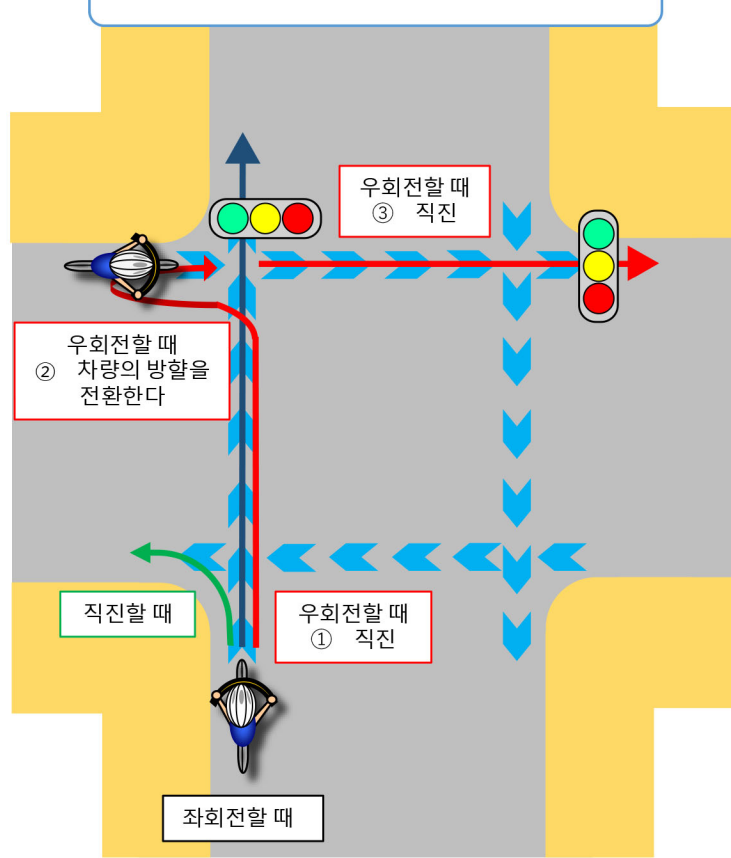 우회전할 때
③ 직진
우회전할 때
② 차량의 방햘을
전환한다
직진할 때
우회전할 때
① 직진
좌회전할 때